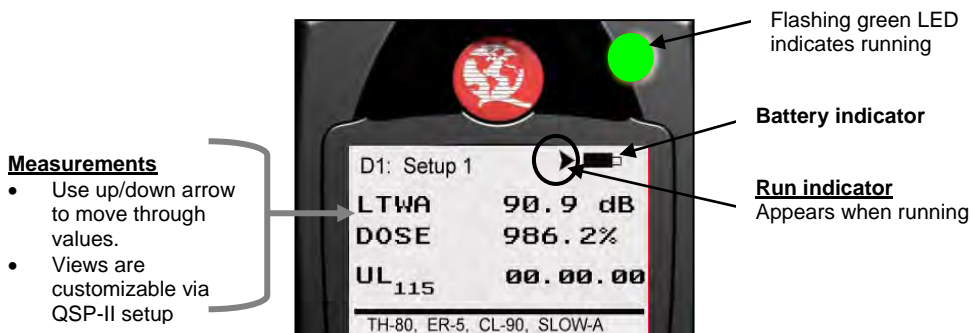 Flashing green LED
indicates running
Battery indicator
Run indicator
Appears when running
Measurements
• Use up/down arrow
to move through
values.
• Views are
customizable via
QSP-II setup
D1: Setup 1
LTWA 90.9 dB
DOSE 986.2%
UL115 00.00.00
TH-80, ER-5, CL-90, SLOW-A